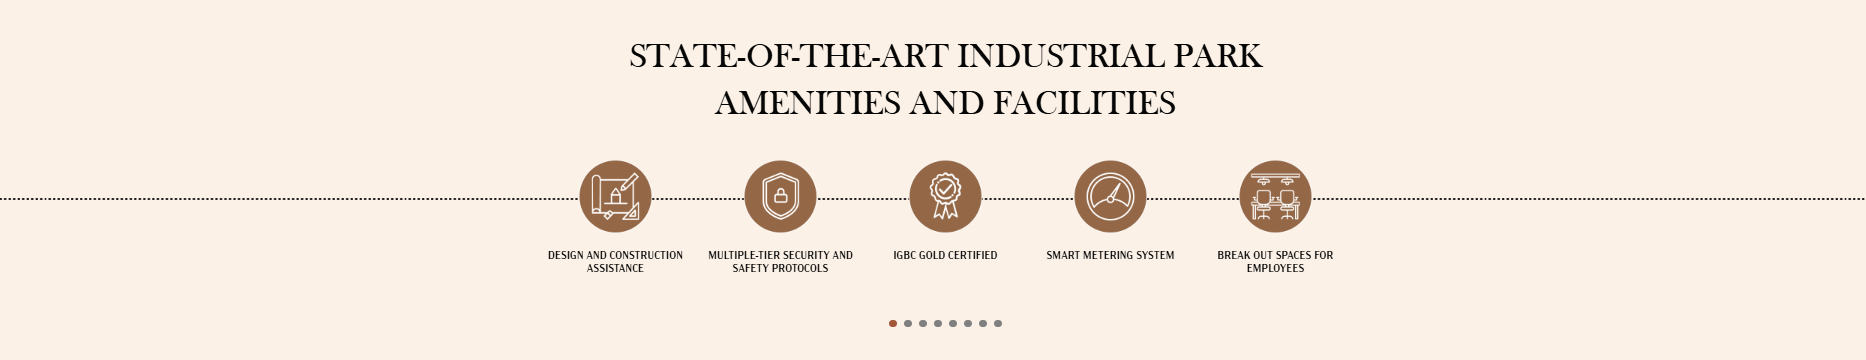 STATE-OF-THE-ART INDUSTRIAL PARK
AMENITIES AND FACILITIES
DESIGN AND CONSTRUCTION
ASSISTANCE
MULTIPLE-TIER SECURITY AND
SAFETY PROTOCOLS
IGBC GOLD CERTIFIED
SMART METERING SYSTEM
BREAK OUT SPACES FOR
EMPLOYEES